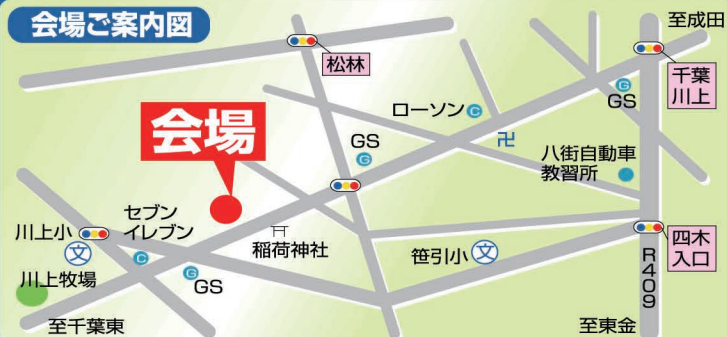 会場ご案内図
至成田
松林
千葉
川上
GS
ローソン
C
G
会場
GS
G
卍
八街自動車
教習所
川上小
文
セブン
イレブン
C
稲荷神社
笹引小
文
四木
入口
R409
川上牧場
G
GS
至千葉東
至東金